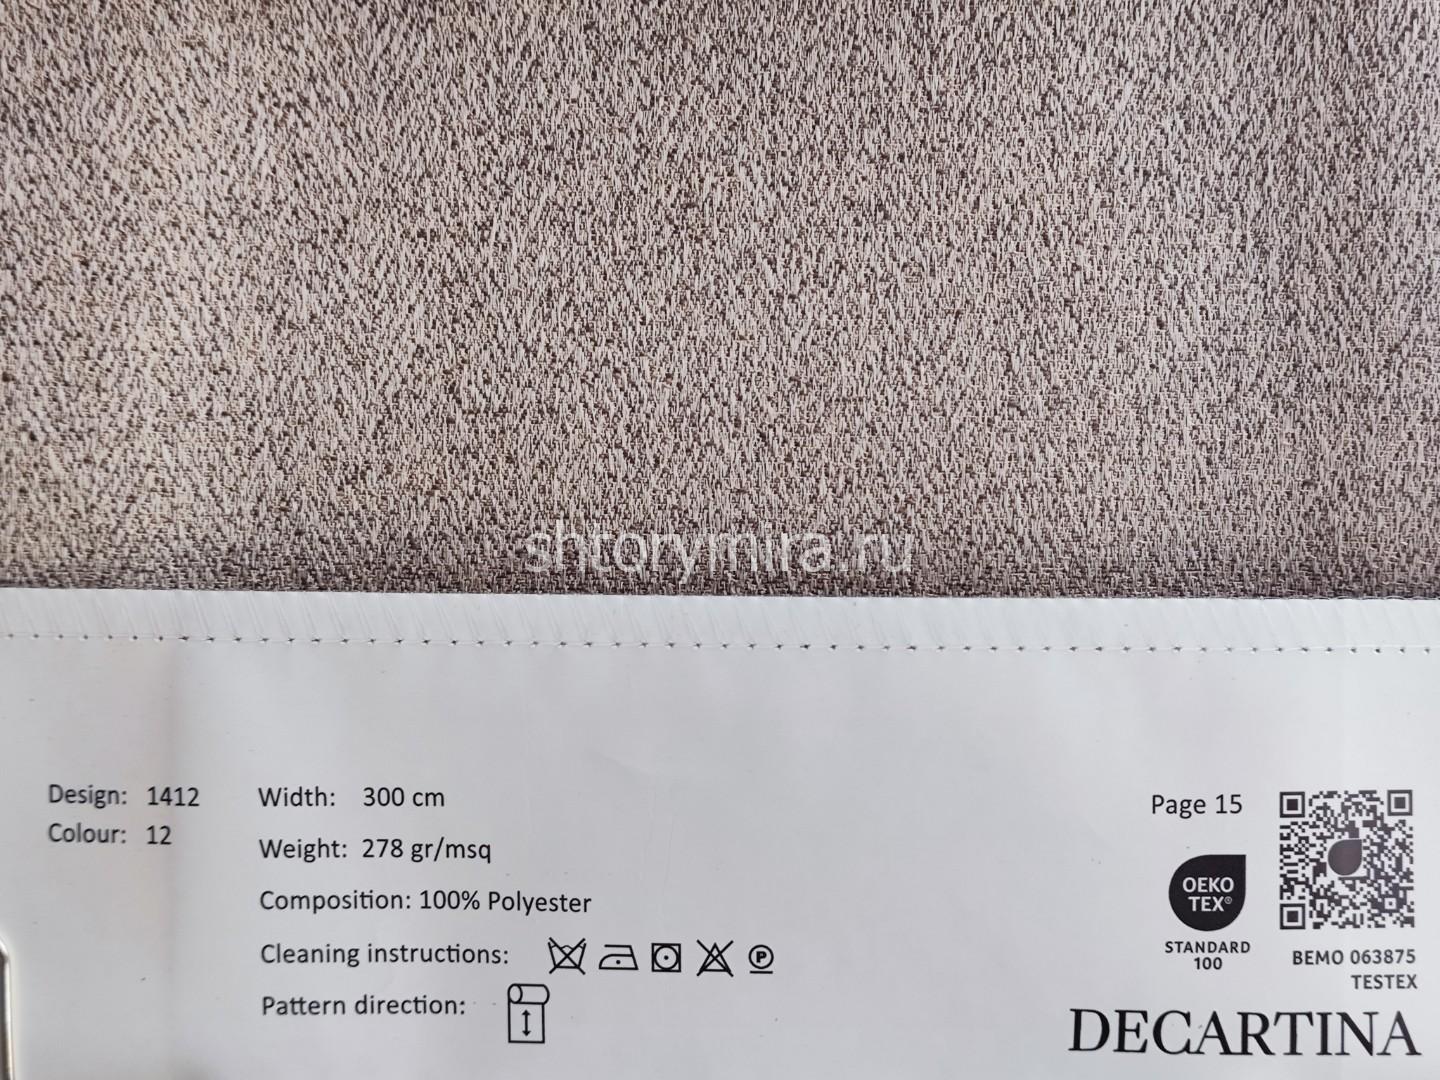 shtorymira.ru
Design: 1412
Colour: 12
Width: 300 cm
Weight: 278 gr/msq
Composition: 100% Polyester
Cleaning instructions:
P
Pattern direction:
Page 15
OEKO
TEX®
STANDARD
100
BEMO 063875
TESTEX
DECARTINA